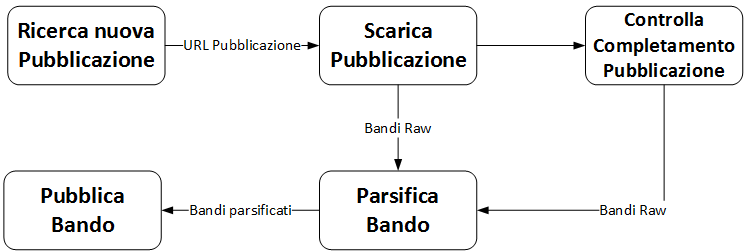 Ricerca nuova
Pubblicazione
URL Pubblicazione
Scarica
Pubblicazione
Controlla
Completamento
Pubblicazione
Bandi Raw
Pubblica
Bando
Bandi parsificati
Parsifica
Bando
Bandi Raw